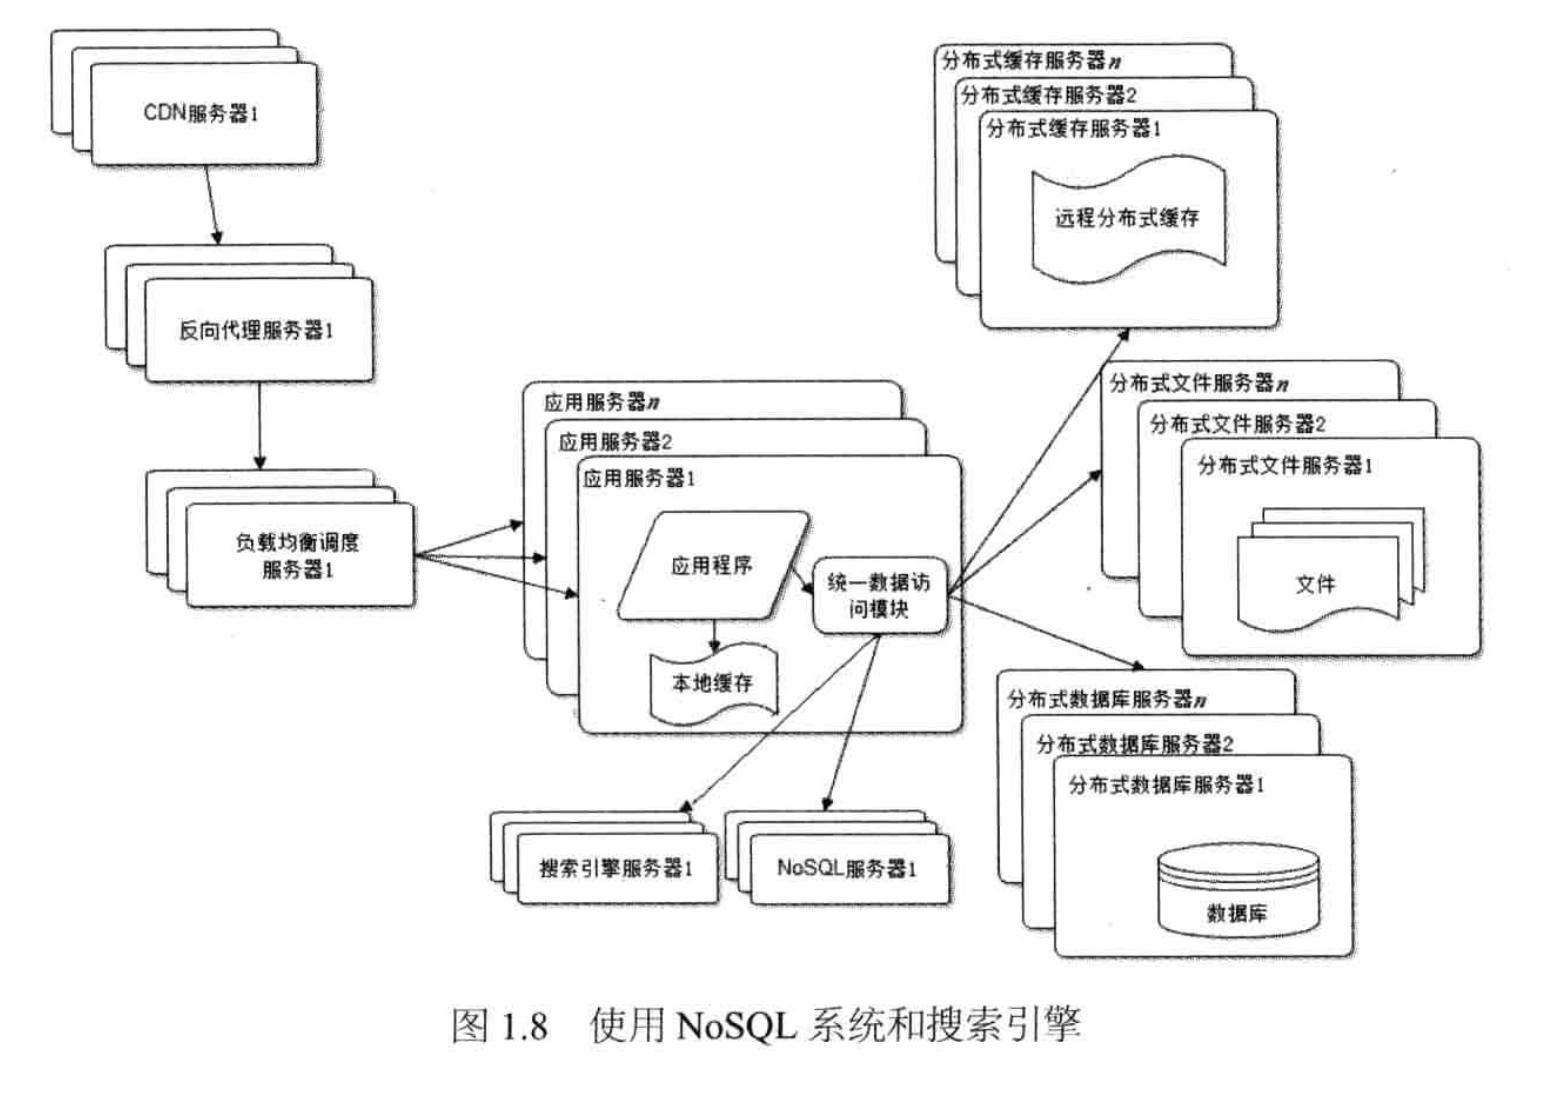 CDN服务器1
反向代理服务器1
负载均衡调度
服务器1
应用服务器n
应用服务器2
应用服务器1
应用程序
统一数据访
问模块
本地缓存
搜索引擎服务器1
NoSQL服务器1
分布式缓存服务器n
分布式缓存服务器2
分布式缓存服务器1
远程分布式缓存
分布式文件服务器n
分布式文件服务器2
分布式文件服务器1
文件
分布式数据库服务器n
分布式数据库服务器2
分布式数据库服务器1
数据库
图 1.8 使用 NoSQL 系统和搜索引擎